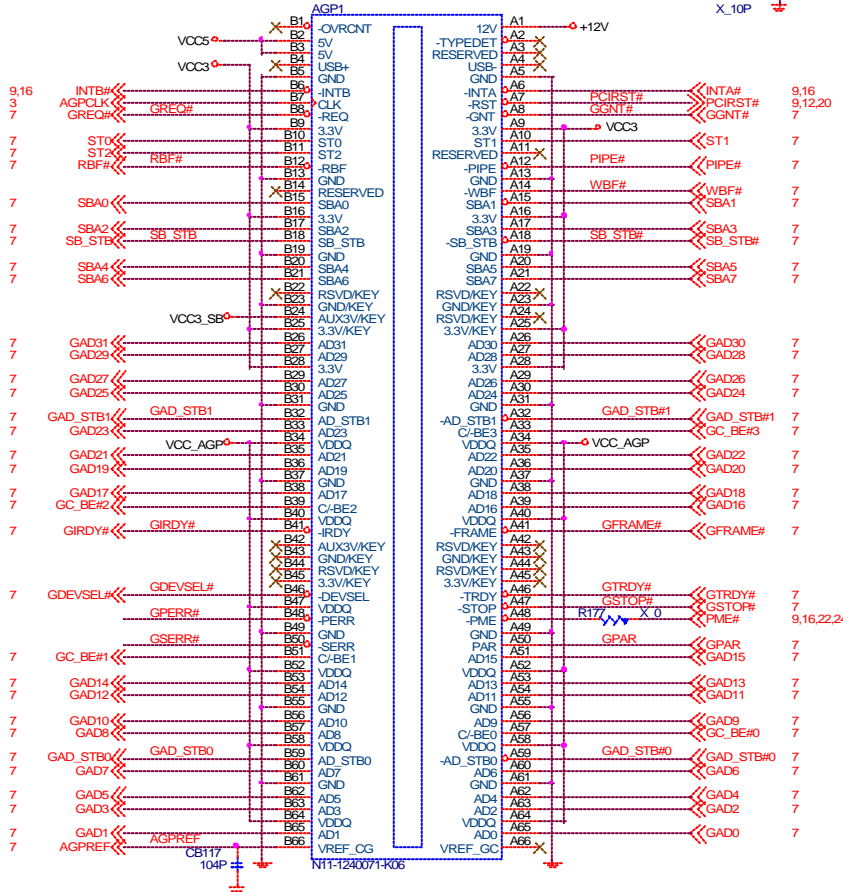 AGP1 X_10P
B1 -OVRCNT 12V A1 +12V
VCC5 B2 5V -TYPEDET A2
B3 5V RESERVED A3
VCC3 B4 USB+ USB- A4
B5 GND GND A5
9,16 INTB# B6 -INTB -INTA A6 INTA# 9,16
3 AGPCLK B7 CLK -RST A7 PCIRST# PCIRST# 9,12,20
7 GREQ# GREQ# B8 -REQ -GNT A8 GGNT# GGNT# 7
B9 3.3V 3.3V A9 VCC3
7 ST0 B10 ST0 ST1 A10 ST1 7
7 ST2 B11 ST2 RESERVED A11
7 RBF# RBF# B12 -RBF -PIPE A12 PIPE# PIPE# 7
B13 GND GND A13
B14 RESERVED -WBF A14 WBF# WBF# 7
7 SBA0 B15 SBA0 SBA1 A15 SBA1 7
B16 3.3V 3.3V A16
7 SBA2 B17 SBA2 SBA3 A17 SBA3 7
7 SB_STB SB_STB B18 SB_STB -SB_STB A18 SB_STB# SB_STB# 7
B19 GND GND A19
7 SBA4 B20 SBA4 SBA5 A20 SBA5 7
7 SBA6 B21 SBA6 SBA7 A21 SBA7 7
B22 RSVD/KEY RSVD/KEY A22
B23 GND/KEY GND/KEY A23
VCC3_SB B24 AUX3V/KEY RSVD/KEY A24
B25 3.3V/KEY 3.3V/KEY A25
7 GAD31 B26 AD31 AD30 A26 GAD30 7
7 GAD29 B27 AD29 AD28 A27 GAD28 7
B28 3.3V 3.3V A28
7 GAD27 B29 AD27 AD26 A29 GAD26 7
7 GAD25 B30 AD25 AD24 A30 GAD24 7
B31 GND GND A31
7 GAD_STB1 GAD_STB1 B32 AD_STB1 -AD_STB1 A32 GAD_STB#1 GAD_STB#1 7
7 GAD23 B33 AD23 C/-BE3 A33 GC_BE#3 7
VCC_AGP B34 VDDQ VDDQ A34 VCC_AGP
7 GAD21 B35 AD21 AD22 A35 GAD22 7
7 GAD19 B36 AD19 AD20 A36 GAD20 7
B37 GND GND A37
7 GAD17 B38 AD17 AD18 A38 GAD18 7
7 GC_BE#2 B39 C/-BE2 AD16 A39 GAD16 7
B40 VDDQ VDDQ A40
7 GIRDY# GIRDY# B41 -IRDY -FRAME A41 GFRAME# GFRAME# 7
B42 AUX3V/KEY RSVD/KEY A42
B43 GND/KEY GND/KEY A43
B44 RSVD/KEY RSVD/KEY A44
B45 3.3V/KEY 3.3V/KEY A45
7 GDEVSEL# GDEVSEL# B46 -DEVSEL -TRDY A46 GTRDY# GTRDY# 7
B47 VDDQ -STOP A47 GSTOP# GSTOP# 7
GPERR# B48 -PERR -PME A48 R177 X_0 PME# 9,16,22,24
B49 GND GND A49
GSERR# B50 -SERR PAR A50 GPAR GPAR 7
7 GC_BE#1 B51 C/-BE1 AD15 A51 GAD15 7
B52 VDDQ VDDQ A52
7 GAD14 B53 AD14 AD13 A53 GAD13 7
7 GAD12 B54 AD12 AD11 A54 GAD11 7
B55 GND GND A55
7 GAD10 B56 AD10 AD9 A56 GAD9 7
7 GAD8 B57 AD8 C/-BE0 A57 GC_BE#0 7
B58 VDDQ VDDQ A58
7 GAD_STB0 GAD_STB0 B59 AD_STB0 -AD_STB0 A59 GAD_STB#0 GAD_STB#0 7
7 GAD7 B60 AD7 AD6 A60 GAD6 7
B61 GND GND A61
7 GAD5 B62 AD5 AD4 A62 GAD4 7
7 GAD3 B63 AD3 AD2 A63 GAD2 7
B64 VDDQ VDDQ A64
7 GAD1 B65 AD1 AD0 A65 GAD0 7
7 AGPREF AGPREF B66 VREF_CG VREF_GC A66
CB117
104P
N11-1240071-K06